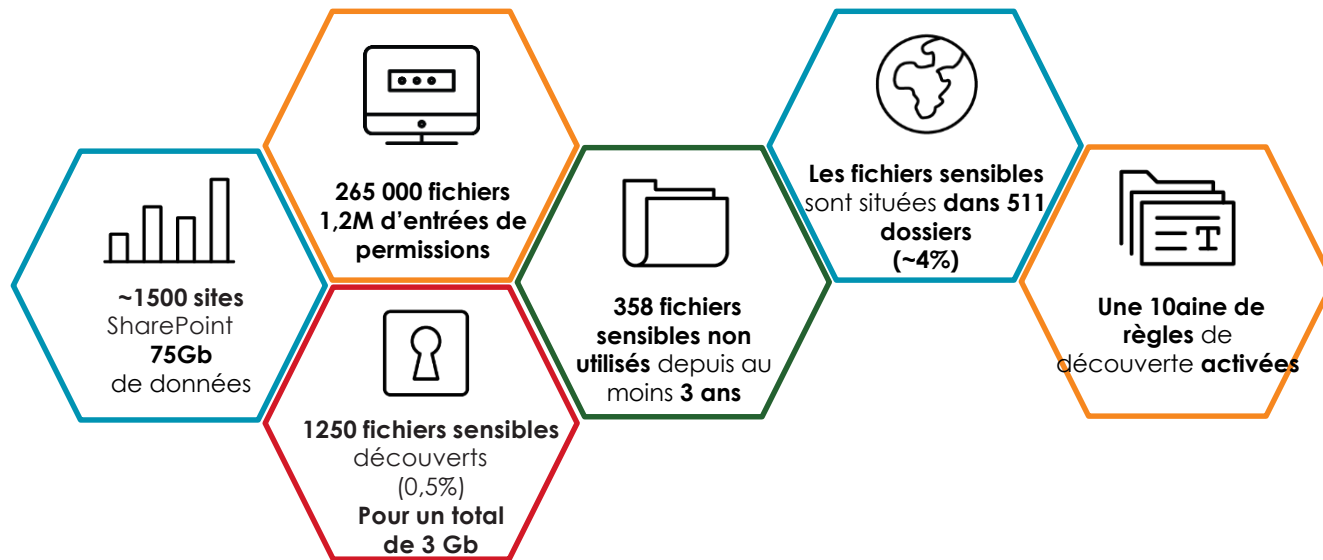 ~1500 sites
SharePoint
75Gb
de données
265 000 fichiers
1,2M d'entrées de
permissions
1250 fichiers sensibles
découverts
(0,5%)
Pour un total
de 3 Gb
358 fichiers
sensibles non
utilisés depuis au
moins 3 ans
Les fichiers sensibles
sont situées dans 511
dossiers
(~4%)
T
Une 10aine de
règles de
découverte activées